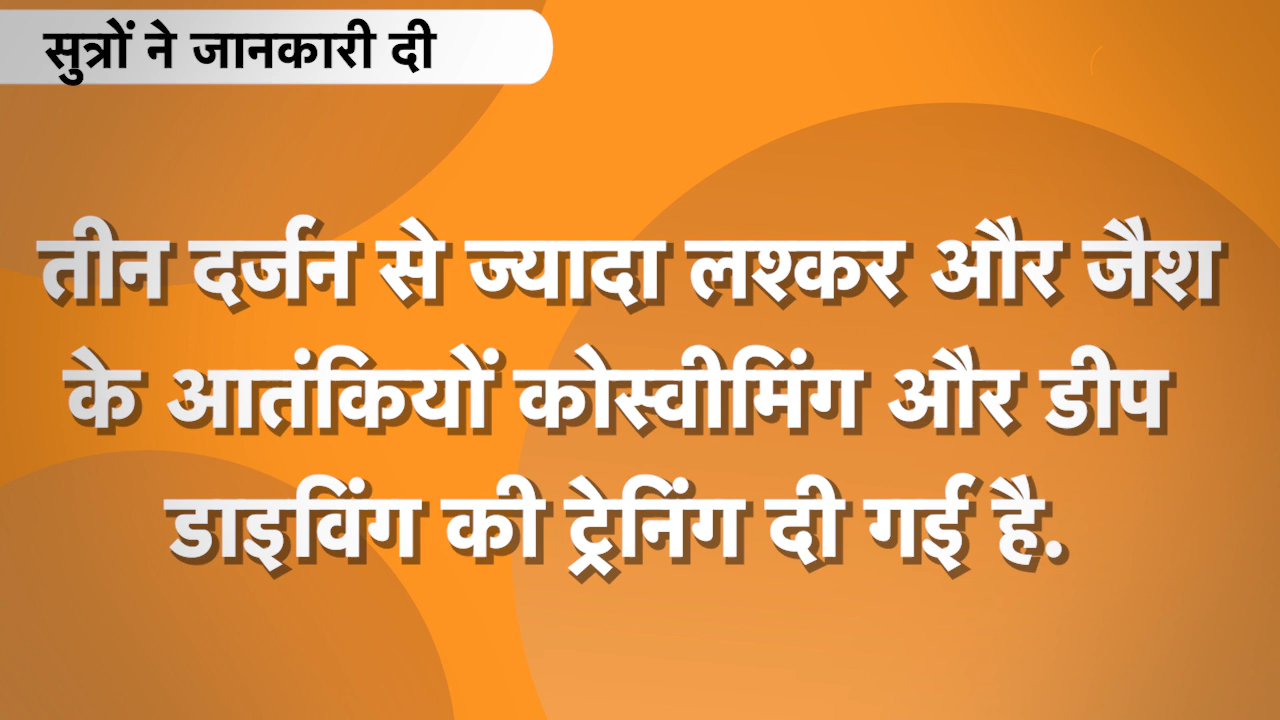 सुत्रों ने जानकारी दी
तीन दर्जन से ज्यादा लश्कर और जैश
के आतंकियों कोस्वीमिंग और डीप
डाइविंग की ट्रेनिंग दी गई है.